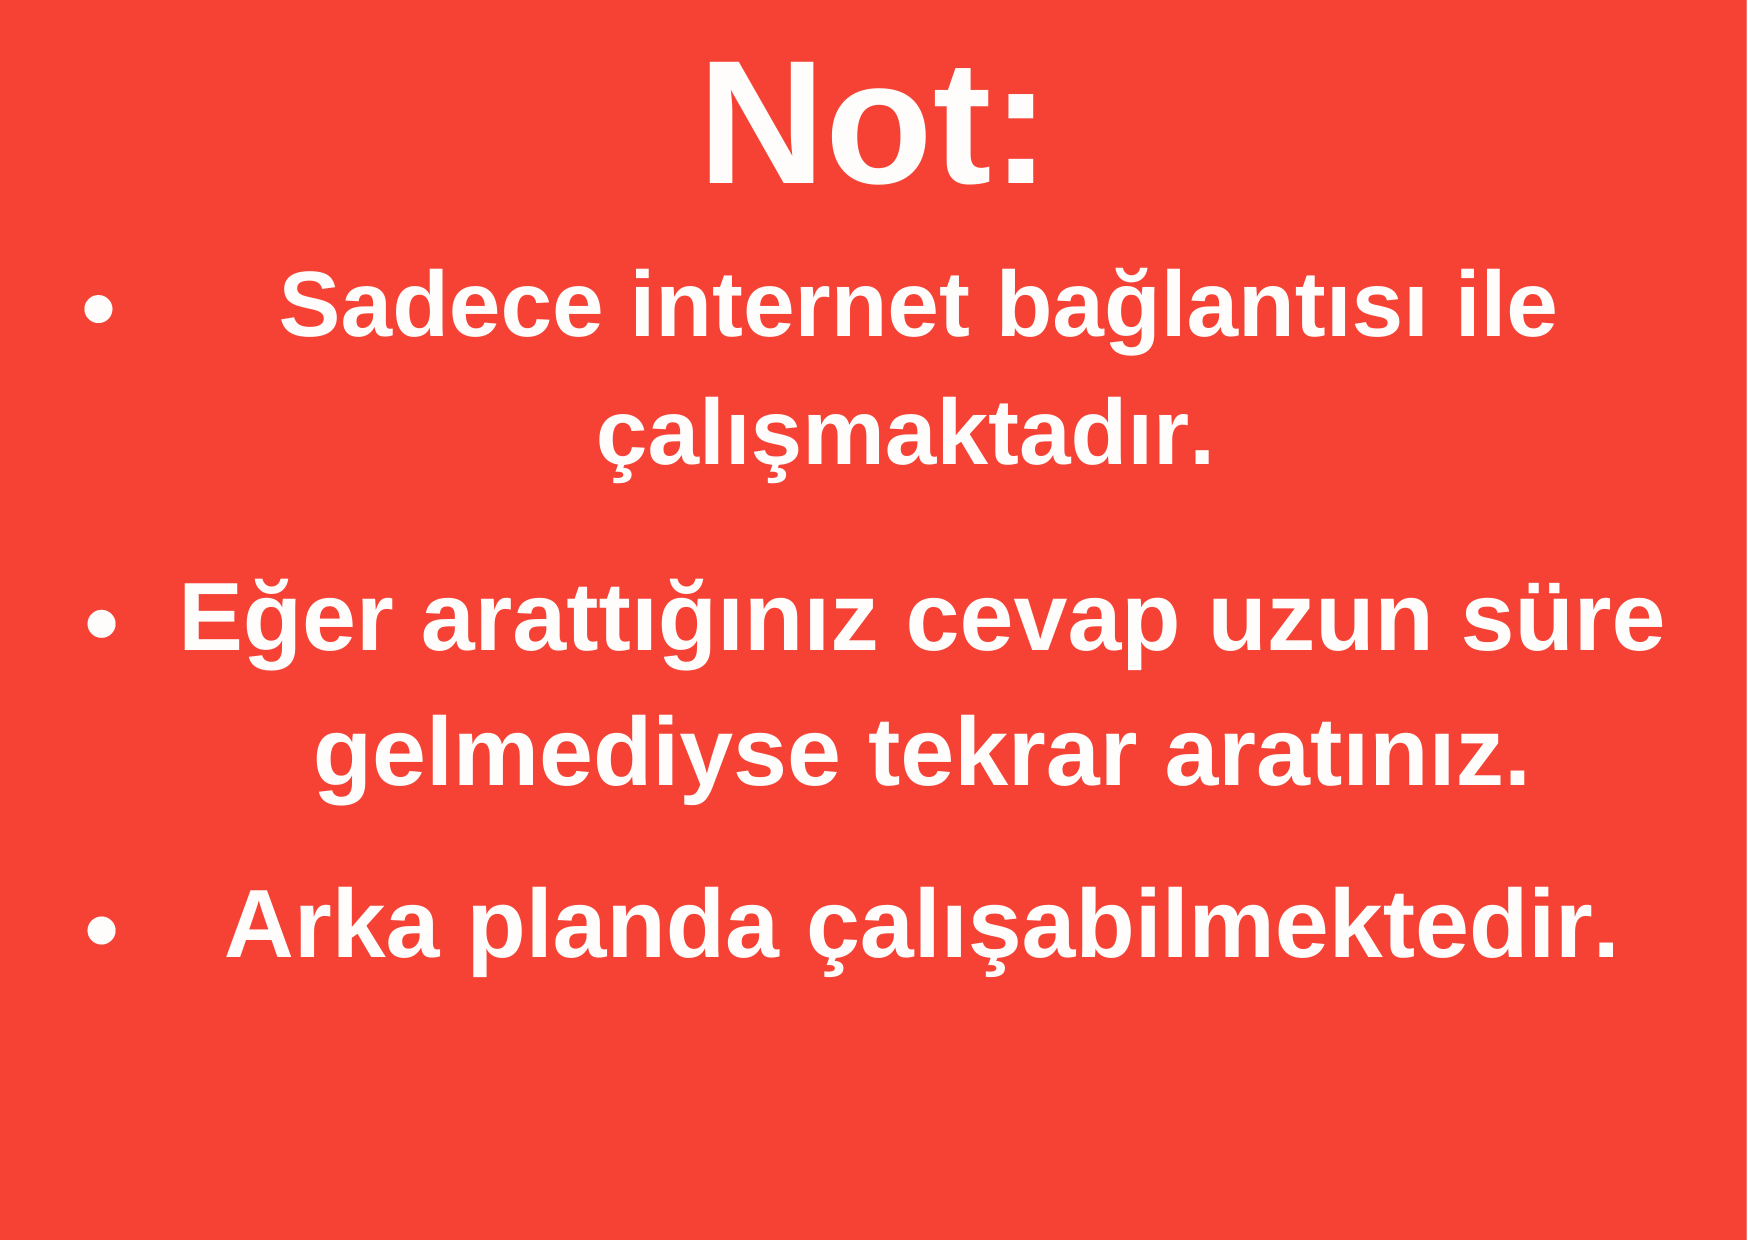 Not:
• Sadece internet bağlantısı ile
çalışmaktadır.
• Eğer arattığınız cevap uzun süre
gelmediyse tekrar aratınız.
• Arka planda çalışabilmektedir.